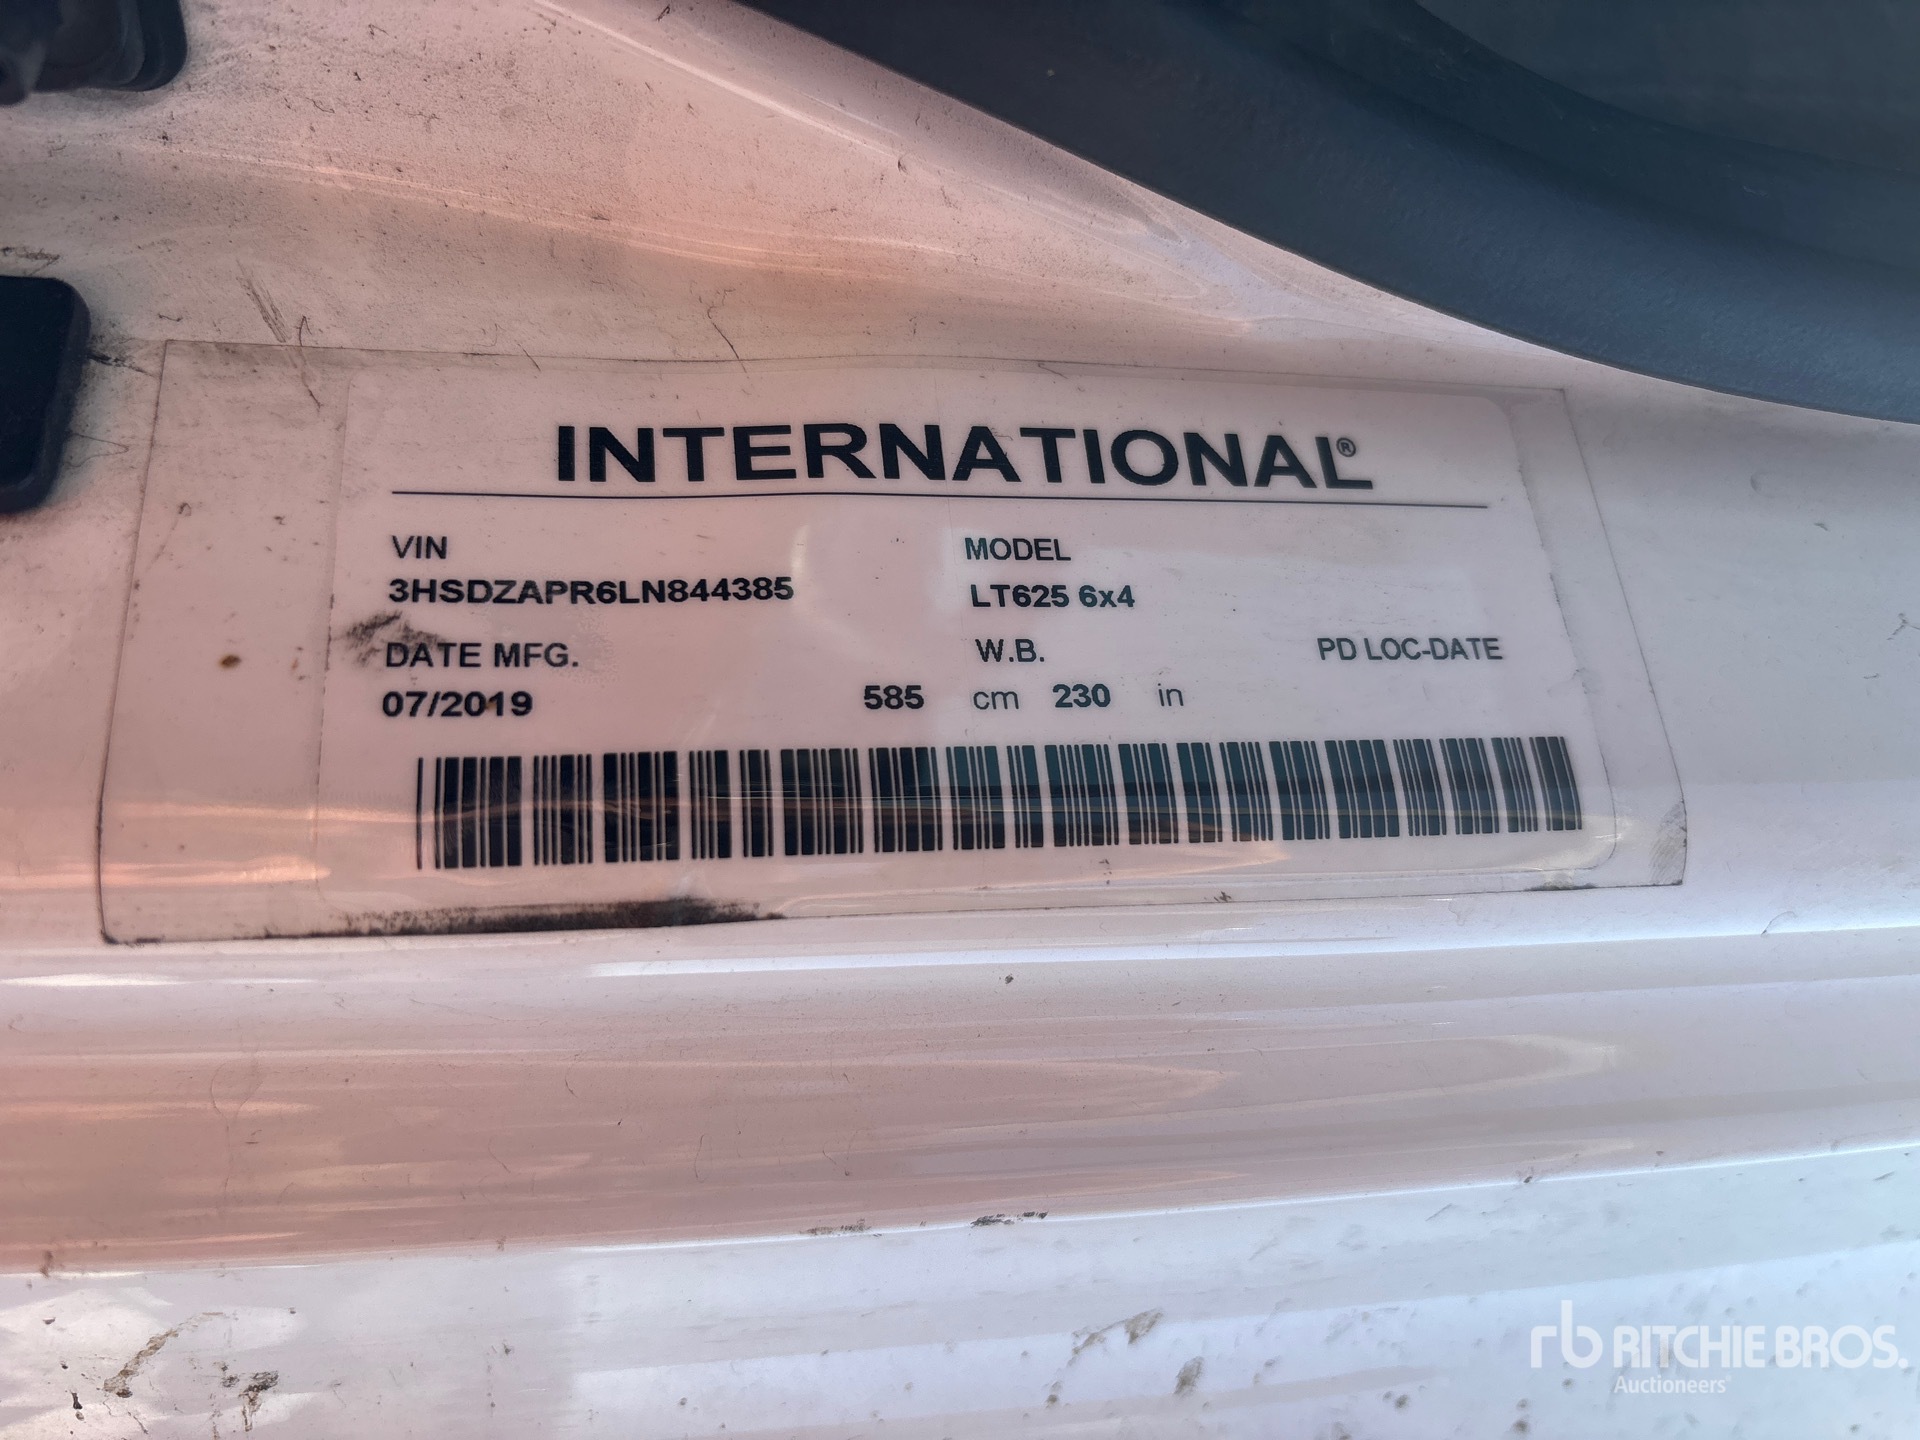 INTERNATIONAL®
VIN MODEL
3HSDZAPR6LN844385 LT625 6x4
DATE MFG. W.B. PD LOC-DATE
07/2019 585 cm 230 in
rb RITCHIE BROS.
Auctioneers